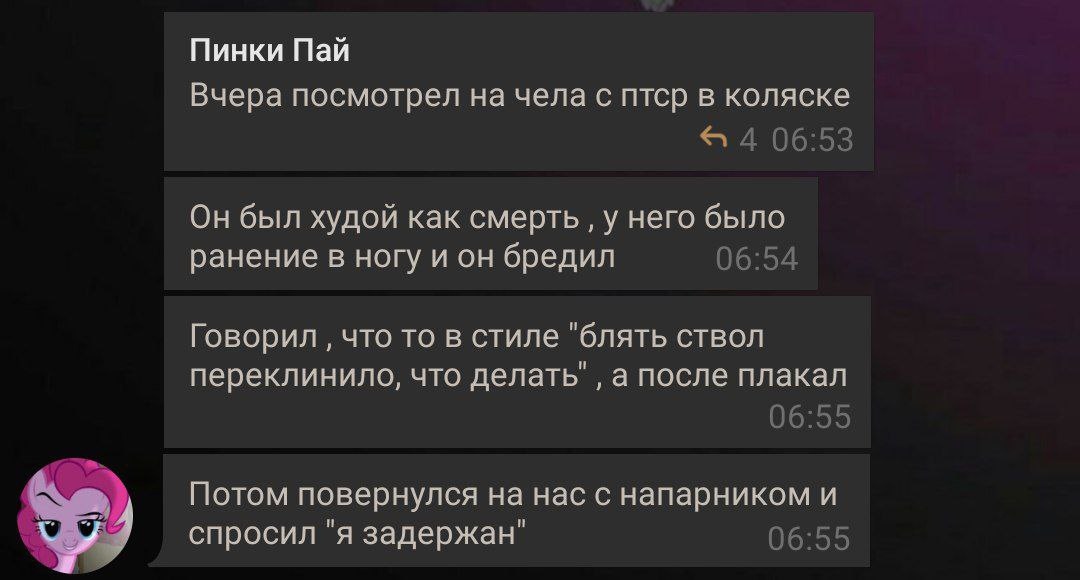 Пинки Пай
Вчера посмотрел на чела с птср в коляске
4 06:53
Он был худой как смерть , у него было
ранение в ногу и он бредил 06:54
Говорил , что то в стиле "блять ствол
переклинило, что делать" , а после плакал
06:55
Потом повернулся на нас с напарником и
спросил "я задержан" 06:55